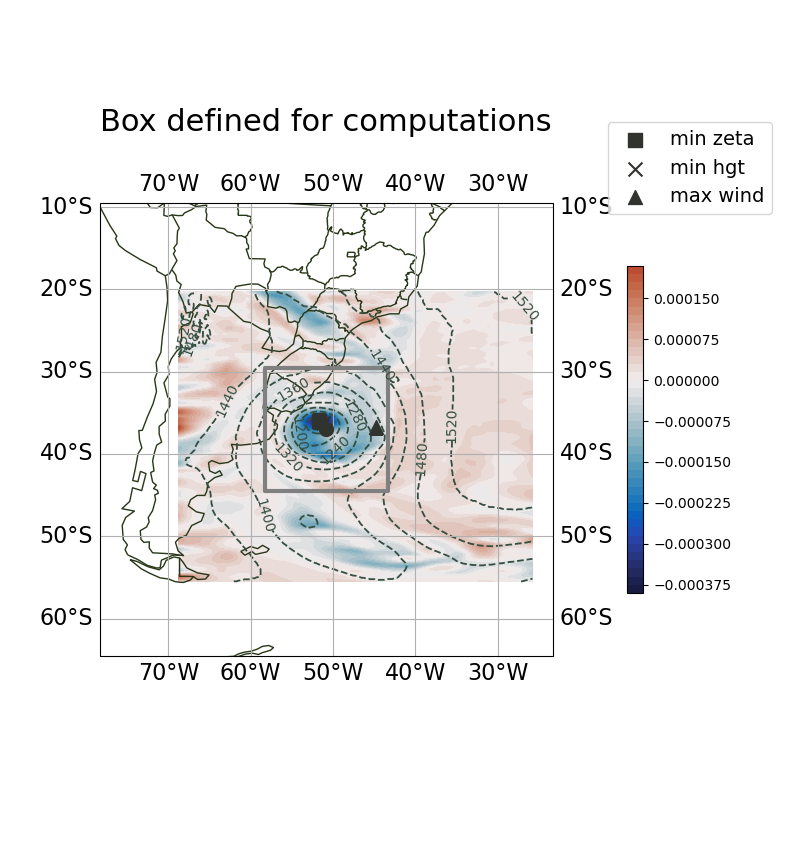 Box defined for computations
min zeta
min hgt
max wind
70°W 60°W 50°W 40°W 30°W
10°S 10°S
20°S 20°S
30°S 30°S
40°S 40°S
50°S 50°S
60°S 60°S
70°W 60°W 50°W 40°W 30°W
1520
1440
1360
1280
1240
1320
1520
1480
1400
0.000150
0.000075
0.000000
−0.000075
−0.000150
−0.000225
−0.000300
−0.000375